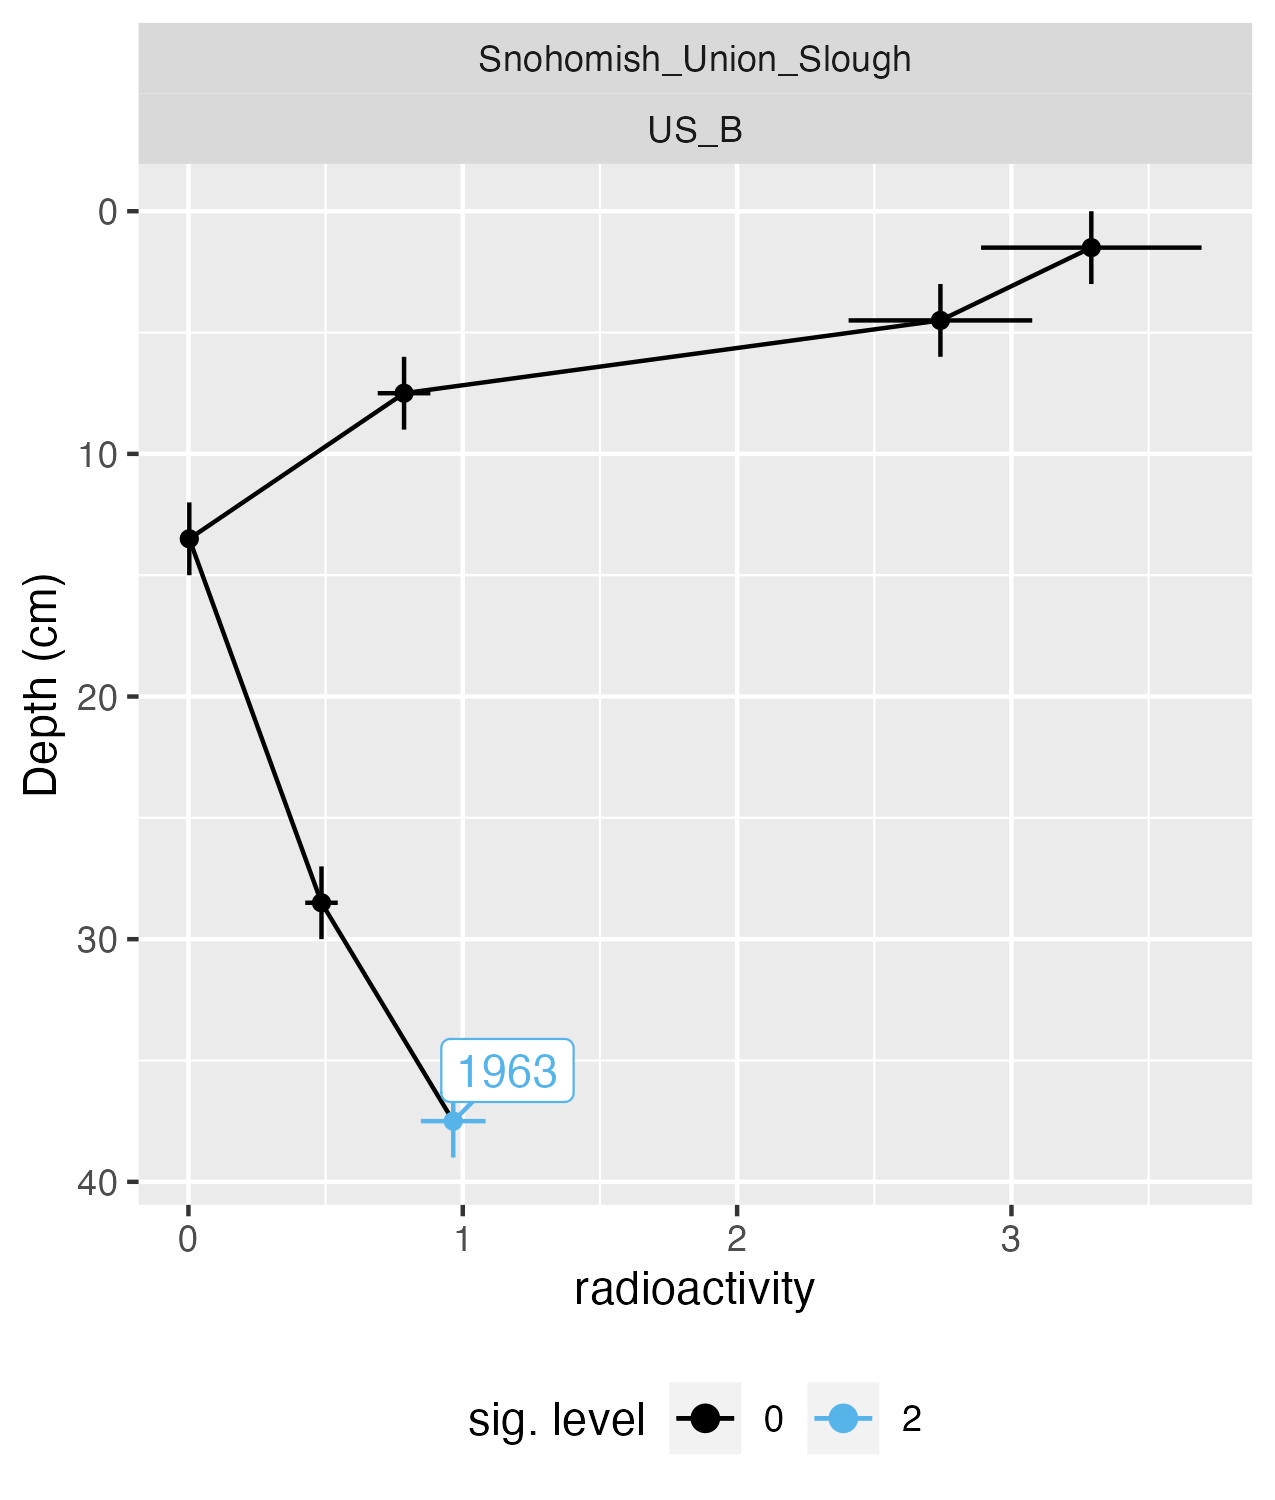 Snohomish_Union_Slough
US_B
Depth (cm)
0
10
20
30
40
1963
0 1 2 3
radioactivity
sig. level 0 2